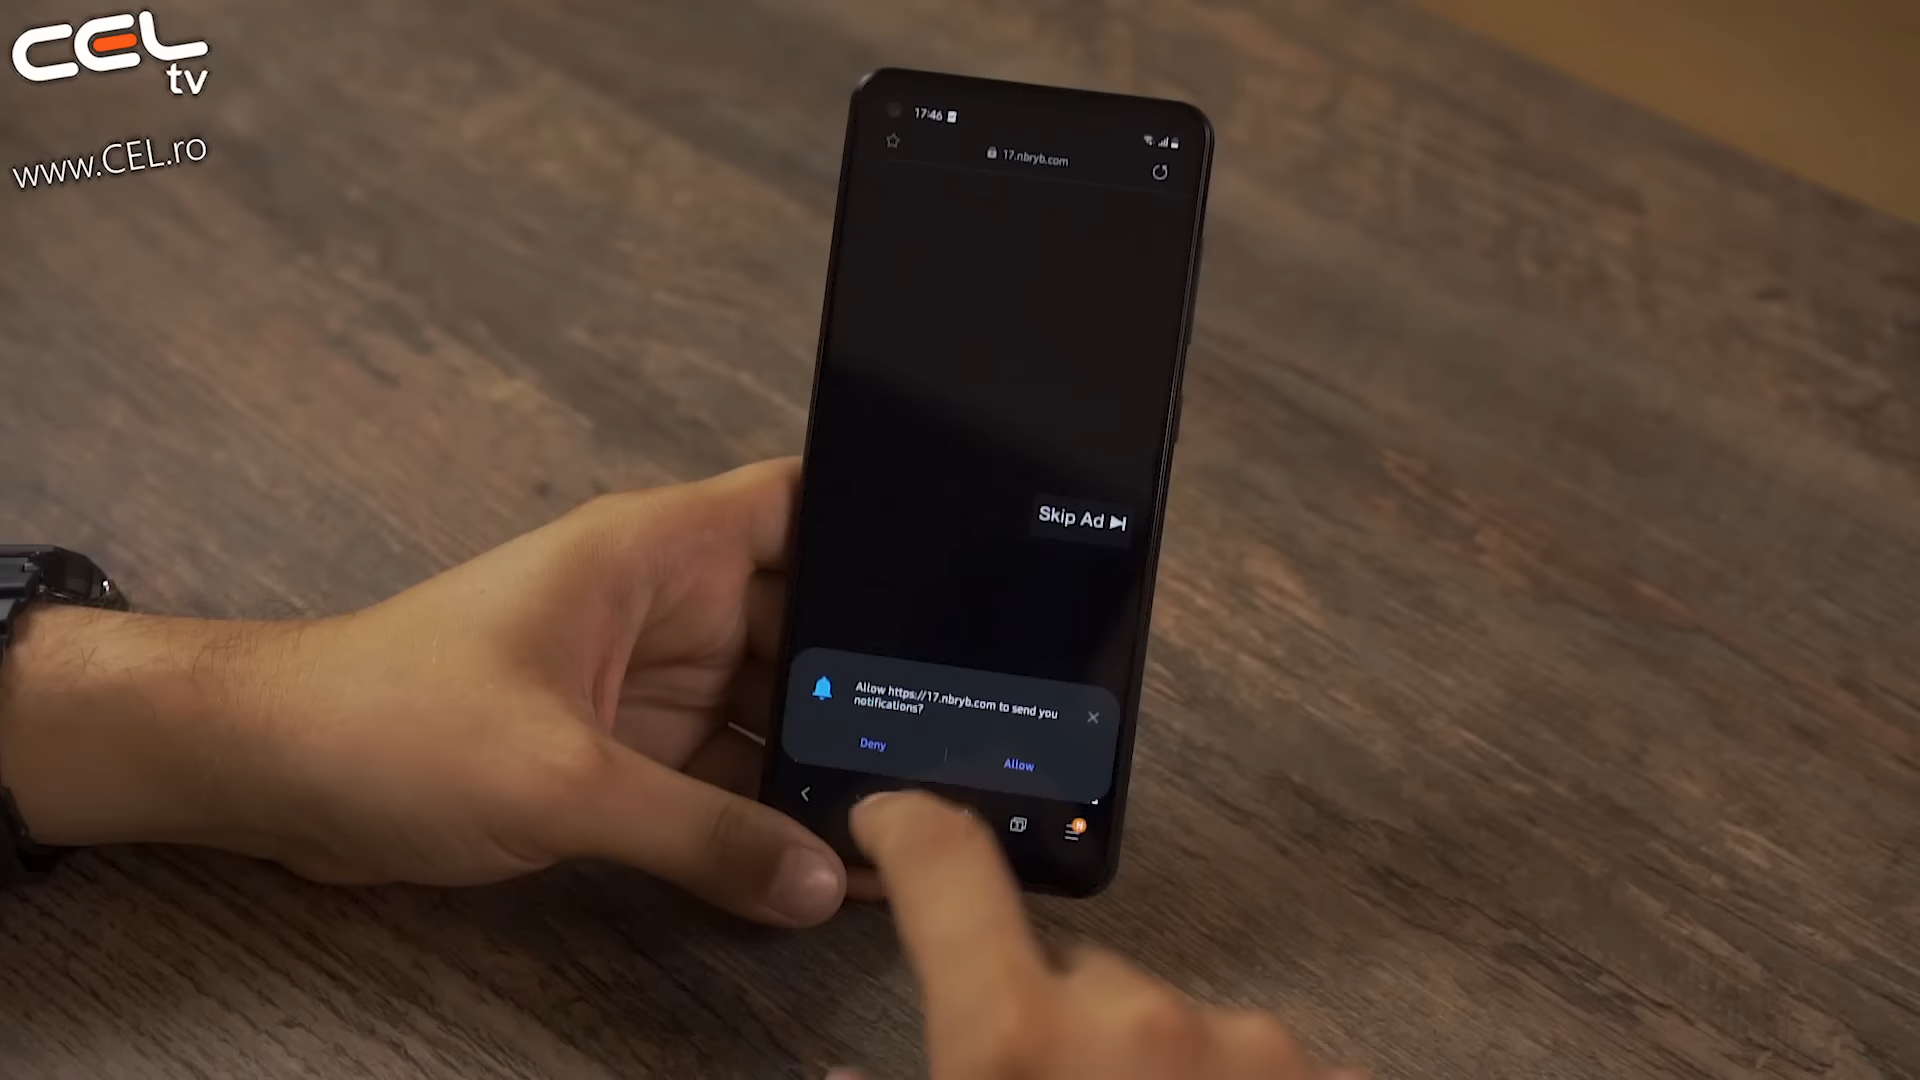 CEL
tv
www.CEL.ro
17:46
17.nbryb.com
Skip Ad
Allow https://17.nbryb.com to send you
notifications?
Deny
Allow
N